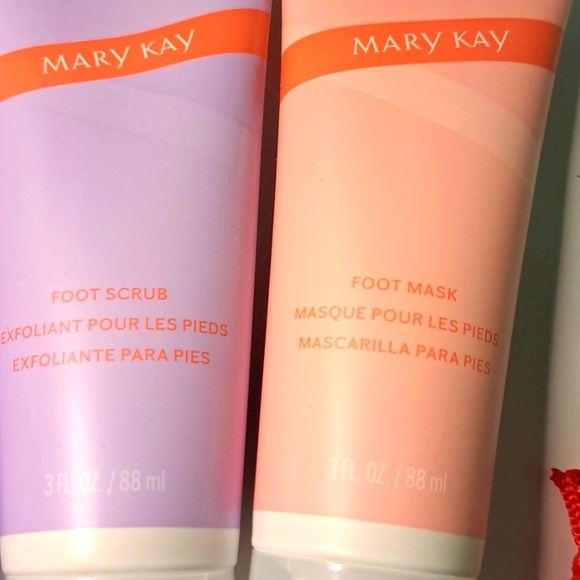 MARY KAY
FOOT SCRUB
EXFOLIANT POUR LES PIEDS
EXFOLIANTE PARA PIES
3 FL. OZ. / 88 ml
MARY KAY
FOOT MASK
MASQUE POUR LES PIEDS
MASCARILLA PARA PIES
3 FL. OZ. / 88 ml